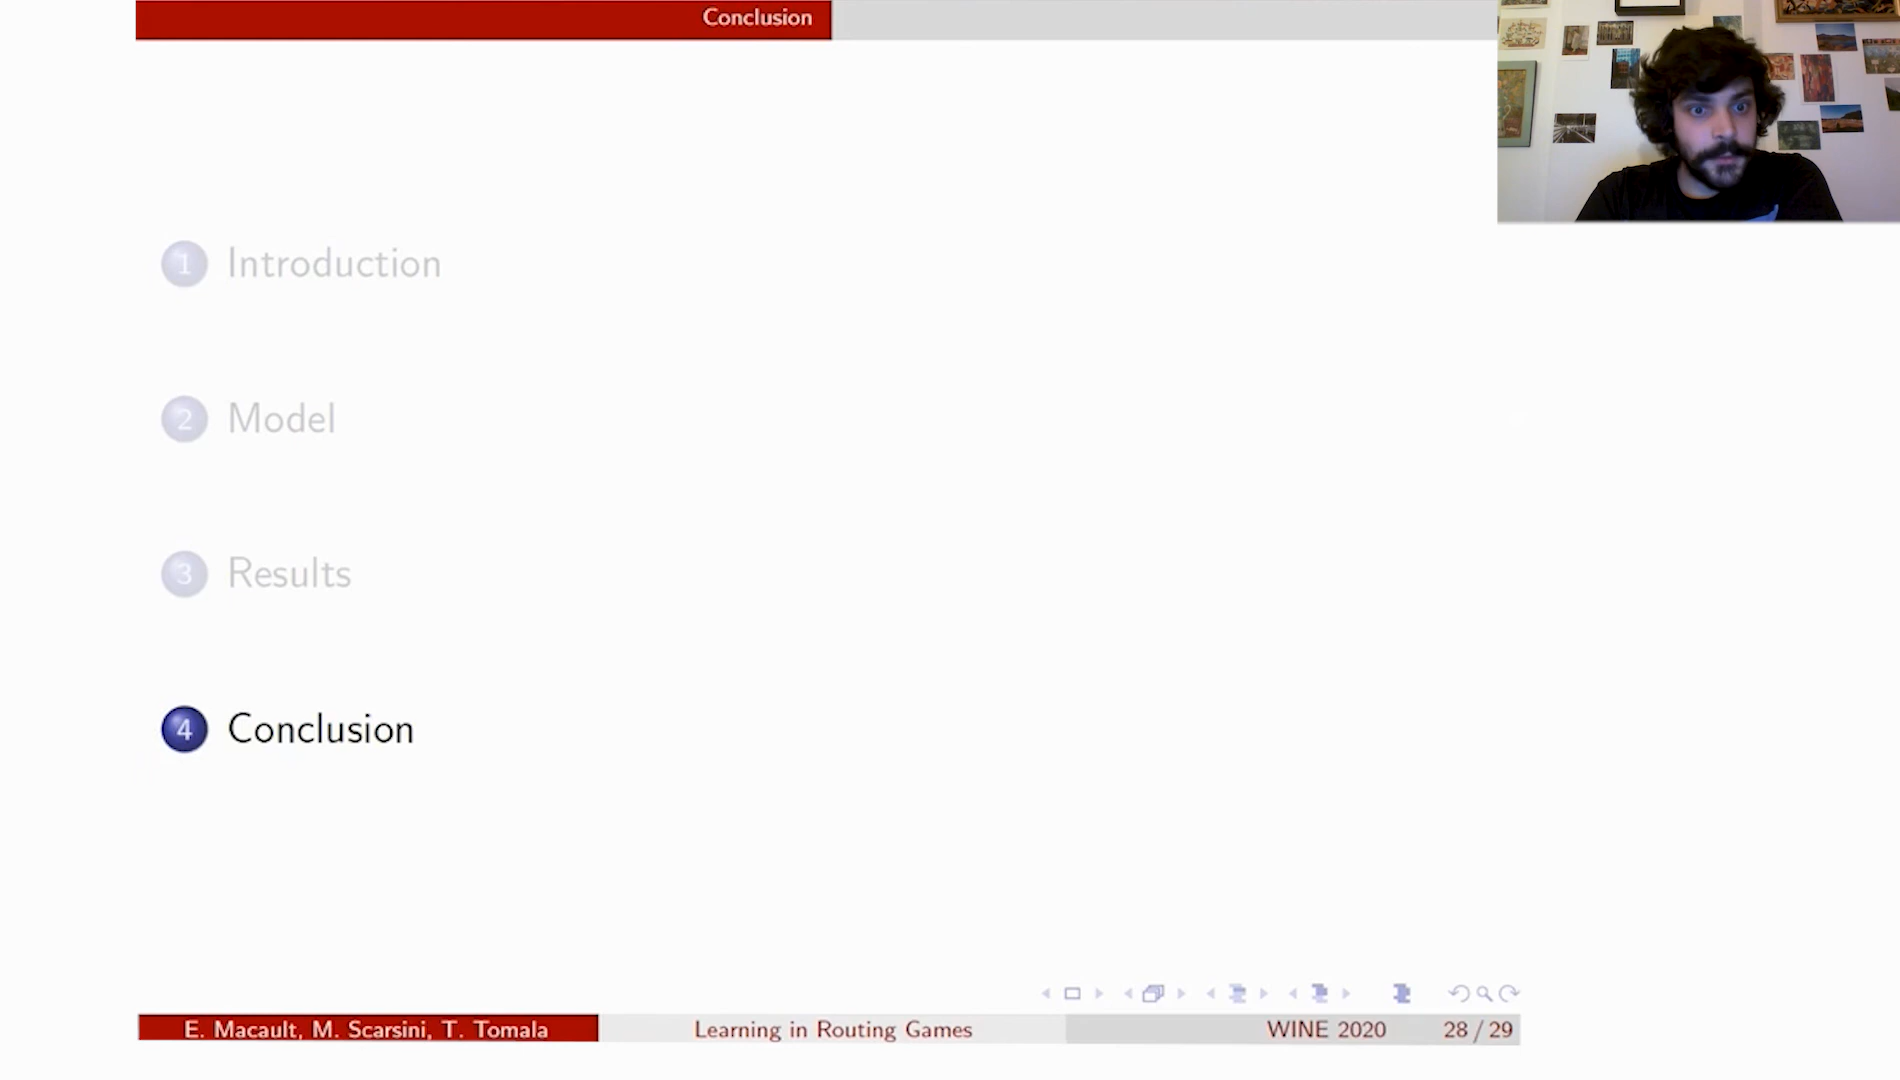 Conclusion
1 Introduction
2 Model
3 Results
4 Conclusion
E. Macault, M. Scarsini, T. Tomala Learning in Routing Games WINE 2020 28 / 29